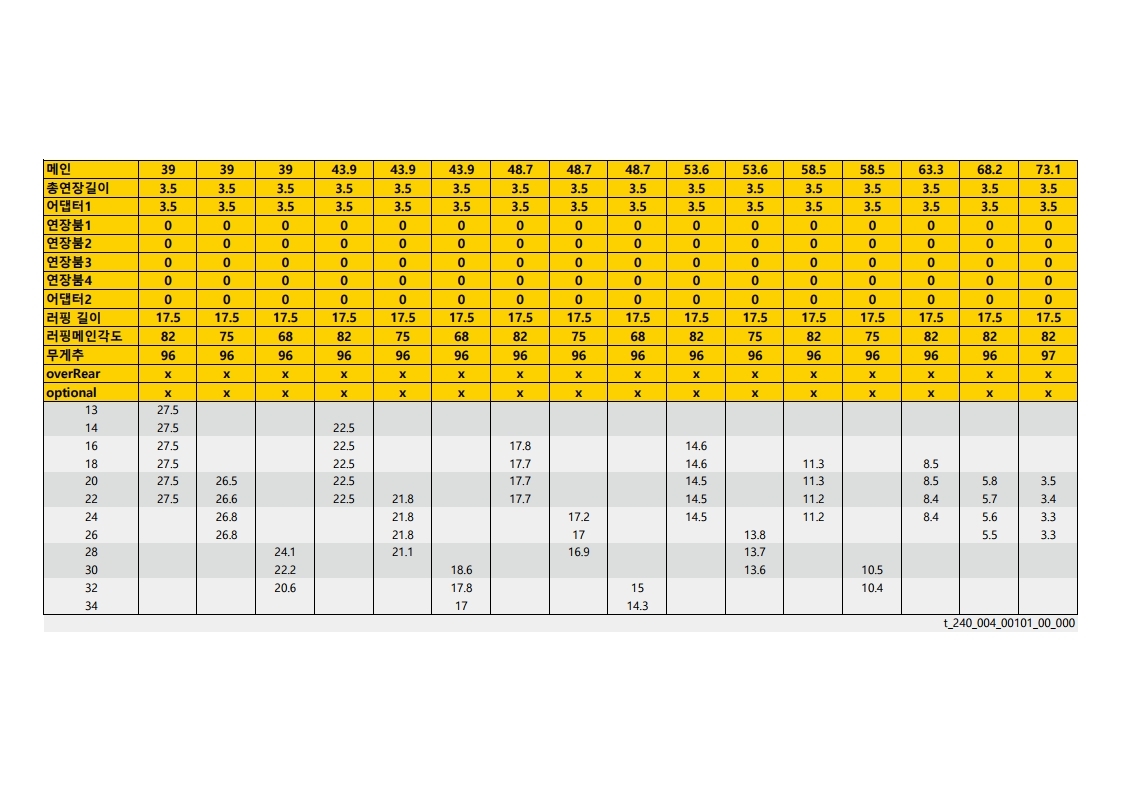 메인 39 39 39 43.9 43.9 43.9 48.7 48.7 48.7 53.6 53.6 58.5 58.5 63.3 68.2 73.1
총연장길이 3.5 3.5 3.5 3.5 3.5 3.5 3.5 3.5 3.5 3.5 3.5 3.5 3.5 3.5 3.5 3.5
어댑터1 3.5 3.5 3.5 3.5 3.5 3.5 3.5 3.5 3.5 3.5 3.5 3.5 3.5 3.5 3.5 3.5
연장붐1 0 0 0 0 0 0 0 0 0 0 0 0 0 0 0 0
연장붐2 0 0 0 0 0 0 0 0 0 0 0 0 0 0 0 0
연장붐3 0 0 0 0 0 0 0 0 0 0 0 0 0 0 0 0
연장붐4 0 0 0 0 0 0 0 0 0 0 0 0 0 0 0 0
어댑터2 0 0 0 0 0 0 0 0 0 0 0 0 0 0 0 0
러핑 길이 17.5 17.5 17.5 17.5 17.5 17.5 17.5 17.5 17.5 17.5 17.5 17.5 17.5 17.5 17.5 17.5
러핑메인각도 82 75 68 82 75 68 82 75 68 82 75 82 75 82 82 82
무게추 96 96 96 96 96 96 96 96 96 96 96 96 96 96 96 97
overRear x x x x x x x x x x x x x x x x
optional x x x x x x x x x x x x x x x x
13 27.5
14 27.5 22.5
16 27.5 22.5 17.8 14.6
18 27.5 22.5 17.7 14.6 11.3 8.5
20 27.5 26.5 22.5 17.7 14.5 11.3 8.5 5.8 3.5
22 27.5 26.6 22.5 21.8 17.7 14.5 11.2 8.4 5.7 3.4
24 26.8 21.8 17.2 14.5 11.2 8.4 5.6 3.3
26 26.8 21.8 17 13.8 5.5 3.3
28 24.1 21.1 16.9 13.7
30 22.2 18.6 13.6 10.5
32 20.6 17.8 15 10.4
34 17 14.3
t_240_004_00101_00_000